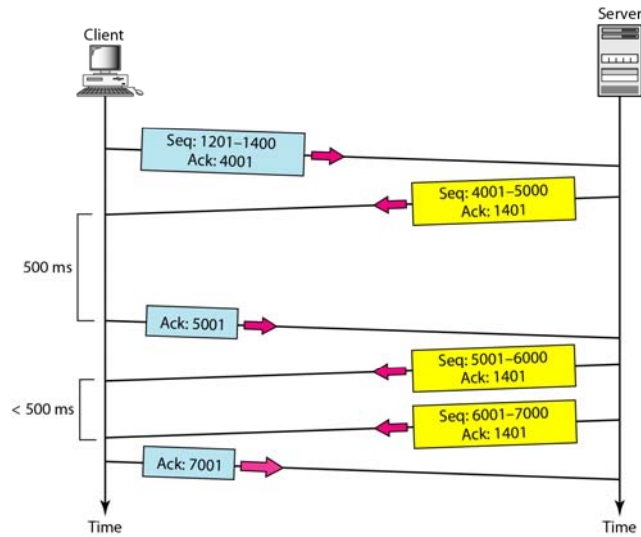 Client
Server
Seq: 1201–1400
Ack: 4001
Seq: 4001–5000
Ack: 1401
500 ms
Ack: 5001
Seq: 5001–6000
Ack: 1401
< 500 ms
Seq: 6001–7000
Ack: 1401
Ack: 7001
Time
Time